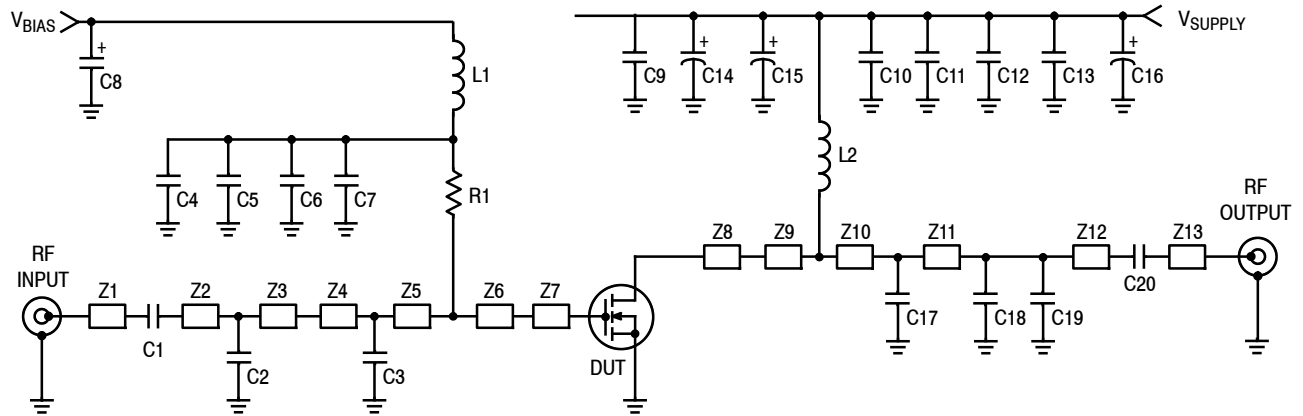 VBIAS
+
C8
L1
C4
C5
C6
C7
R1
RF
INPUT
Z1
C1
Z2
C2
Z3
Z4
C3
Z5
Z6
Z7
DUT
C9
+
C14
+
C15
C10
C11
C12
C13
+
C16
VSUPPLY
L2
Z8
Z9
Z10
C17
Z11
C18
C19
Z12
C20
Z13
RF
OUTPUT